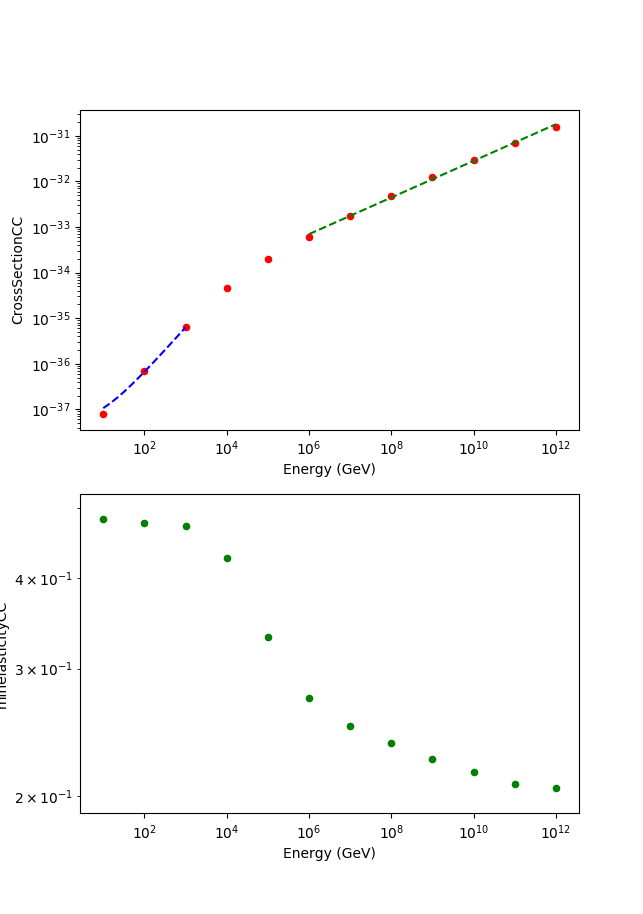 CrossSectionCC
10⁻³¹
10⁻³²
10⁻³³
10⁻³⁴
10⁻³⁵
10⁻³⁶
10⁻³⁷
10² 10⁴ 10⁶ 10⁸ 10¹⁰ 10¹²
Energy (GeV)
minelasticityCC
4 × 10⁻¹
3 × 10⁻¹
2 × 10⁻¹
10² 10⁴ 10⁶ 10⁸ 10¹⁰ 10¹²
Energy (GeV)